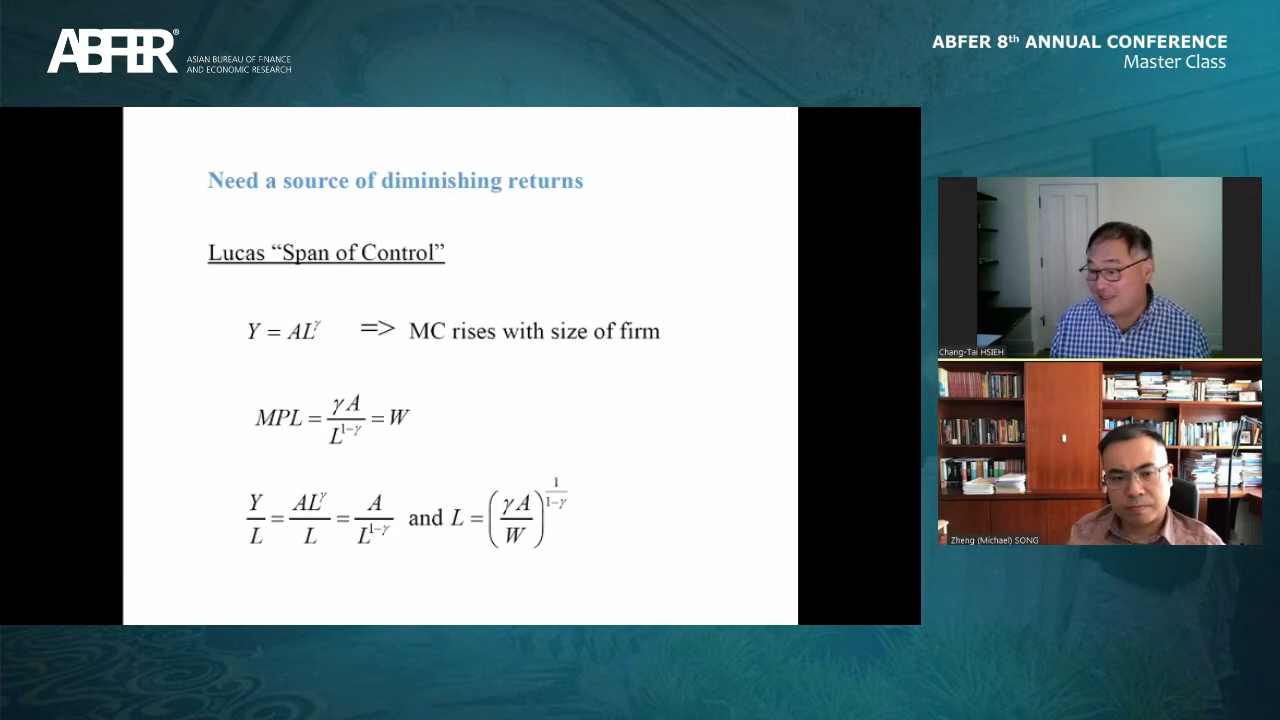 ABFER®
ASIAN BUREAU OF FINANCE
AND ECONOMIC RESEARCH
ABFER 8th ANNUAL CONFERENCE
Master Class
Need a source of diminishing returns
Lucas “Span of Control”
Y = AL^γ => MC rises with size of firm
MPL = γA / L^(1−γ) = W
Y/L = AL^γ / L = A / L^(1−γ) and L = (γA / W)^(1/(1−γ))
Chang-Tai HSIEH
Zheng (Michael) SONG